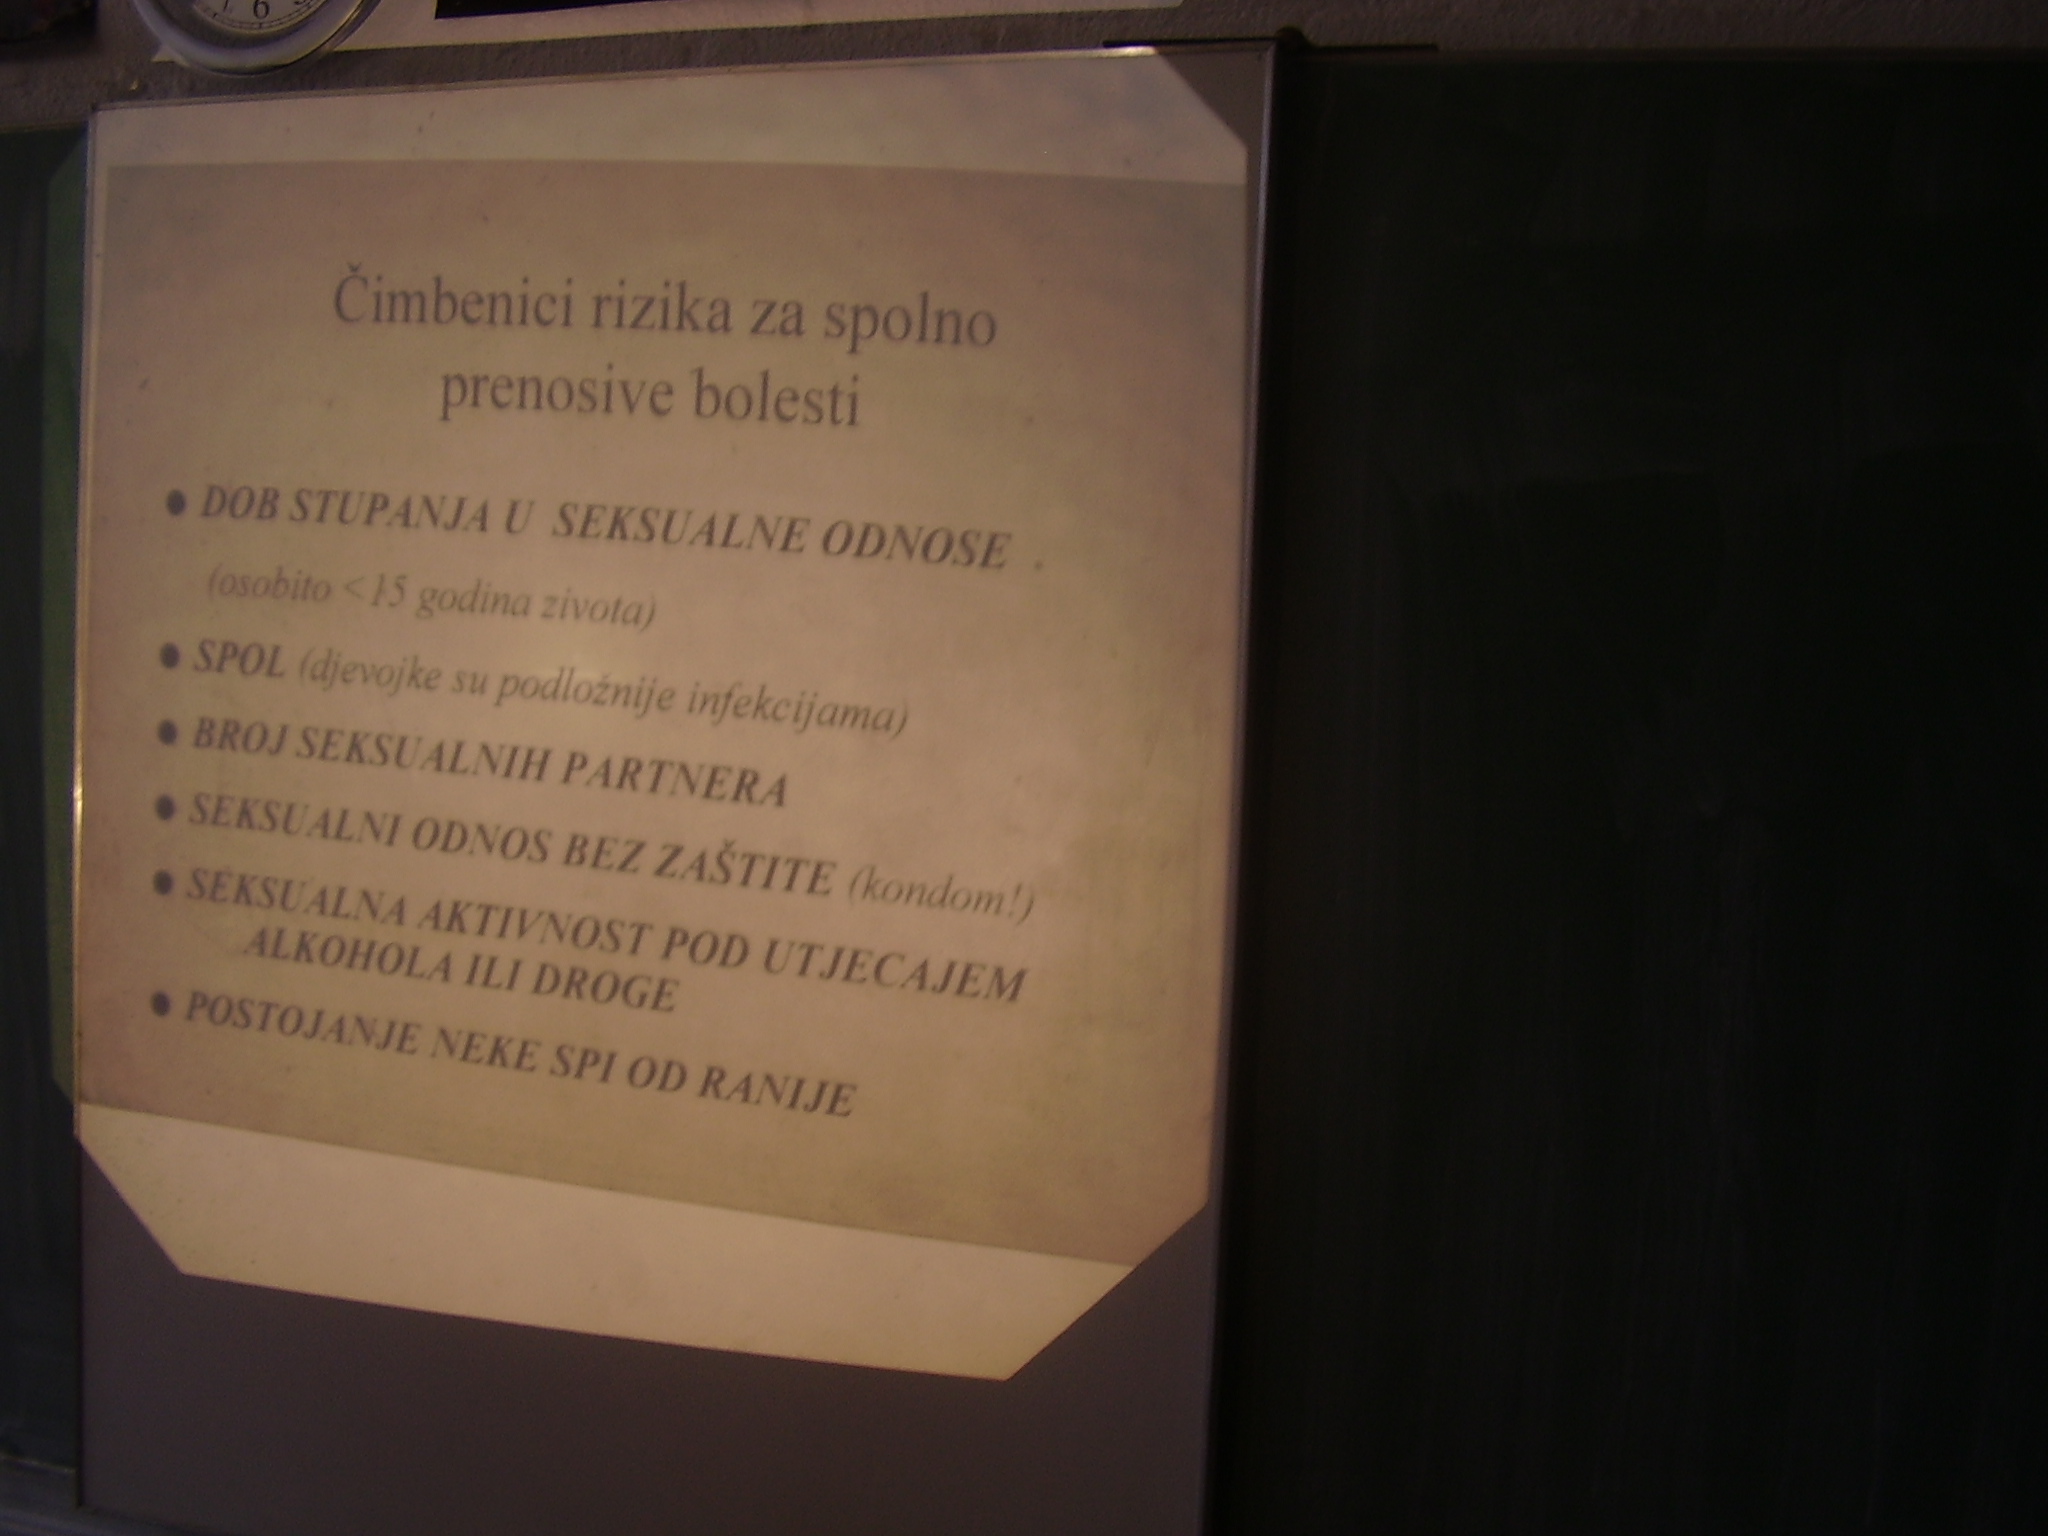 6
Čimbenici rizika za spolno
prenosive bolesti
• DOB STUPANJA U SEKSUALNE ODNOSE .
(osobito <15 godina zivota)
• SPOL (djevojke su podložnije infekcijama)
• BROJ SEKSUALNIH PARTNERA
• SEKSUALNI ODNOS BEZ ZAŠTITE (kondom!)
• SEKSUALNA AKTIVNOST POD UTJECAJEM
ALKOHOLA ILI DROGE
• POSTOJANJE NEKE SPI OD RANIJE